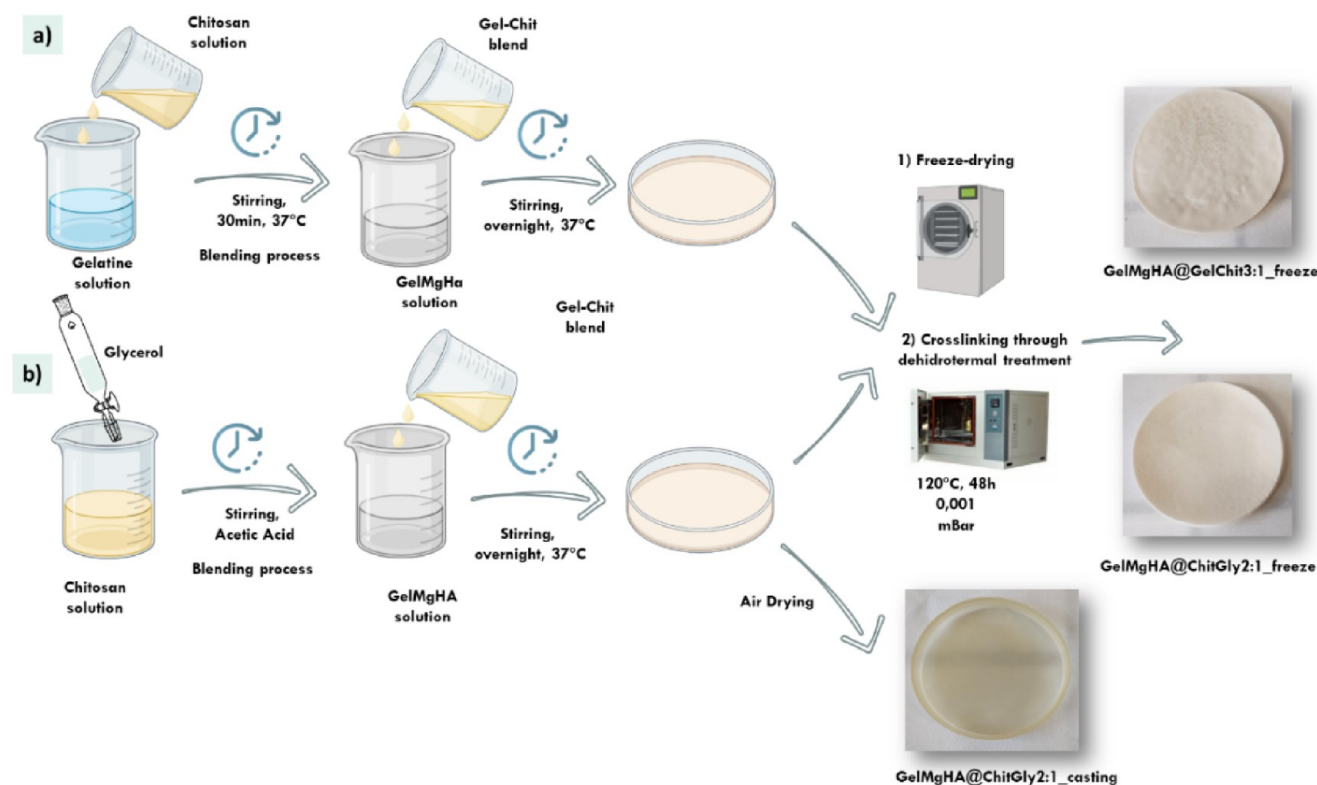 a)
Chitosan
solution
Gelatine
solution
Stirring,
30min, 37°C
Blending process
Gel-Chit
blend
GelMgHa
solution
Stirring,
overnight, 37°C
b)
Glycerol
Chitosan
solution
Stirring,
Acetic Acid
Blending process
Gel-Chit
blend
GelMgHA
solution
Stirring,
overnight, 37°C
Air Drying
1) Freeze-drying
2) Crosslinking through
dehidrotermal treatment
120°C, 48h
0,001
mBar
GelMgHA@GelChit3:1_freeze
GelMgHA@ChitGly2:1_freeze
GelMgHA@ChitGly2:1_casting